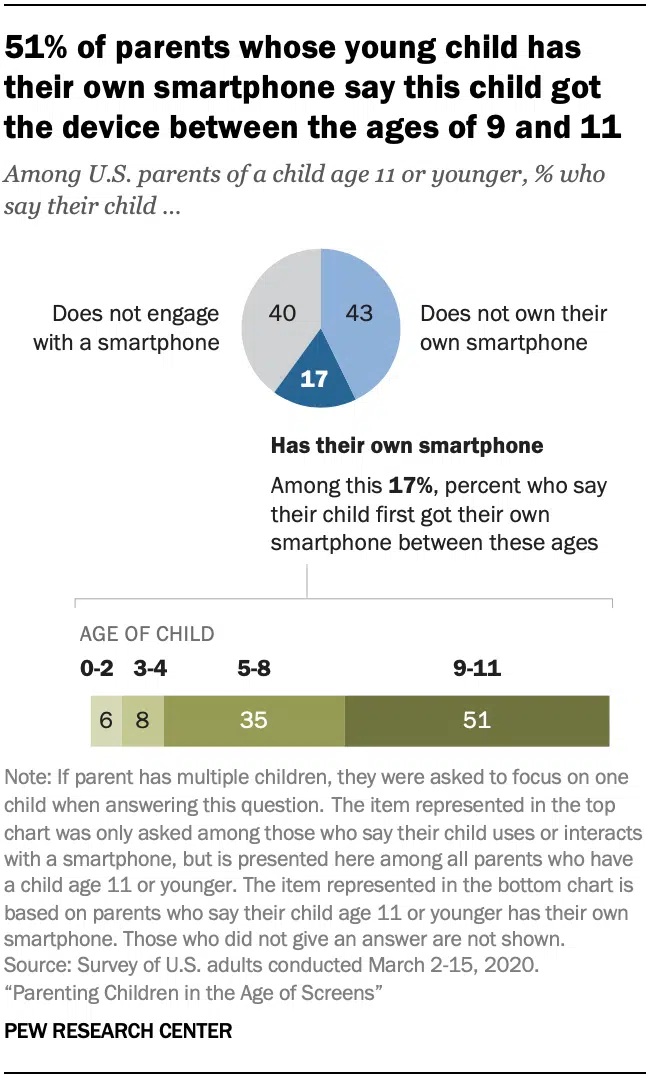 51% of parents whose young child has
their own smartphone say this child got
the device between the ages of 9 and 11
Among U.S. parents of a child age 11 or younger, % who
say their child ...
Does not engage
with a smartphone
40
43
Does not own their
own smartphone
17
Has their own smartphone
Among this 17%, percent who say
their child first got their own
smartphone between these ages
AGE OF CHILD
0-2 3-4 5-8 9-11
6 8 35 51
Note: If parent has multiple children, they were asked to focus on one
child when answering this question. The item represented in the top
chart was only asked among those who say their child uses or interacts
with a smartphone, but is presented here among all parents who have
a child age 11 or younger. The item represented in the bottom chart is
based on parents who say their child age 11 or younger has their own
smartphone. Those who did not give an answer are not shown.
Source: Survey of U.S. adults conducted March 2-15, 2020.
“Parenting Children in the Age of Screens”
PEW RESEARCH CENTER